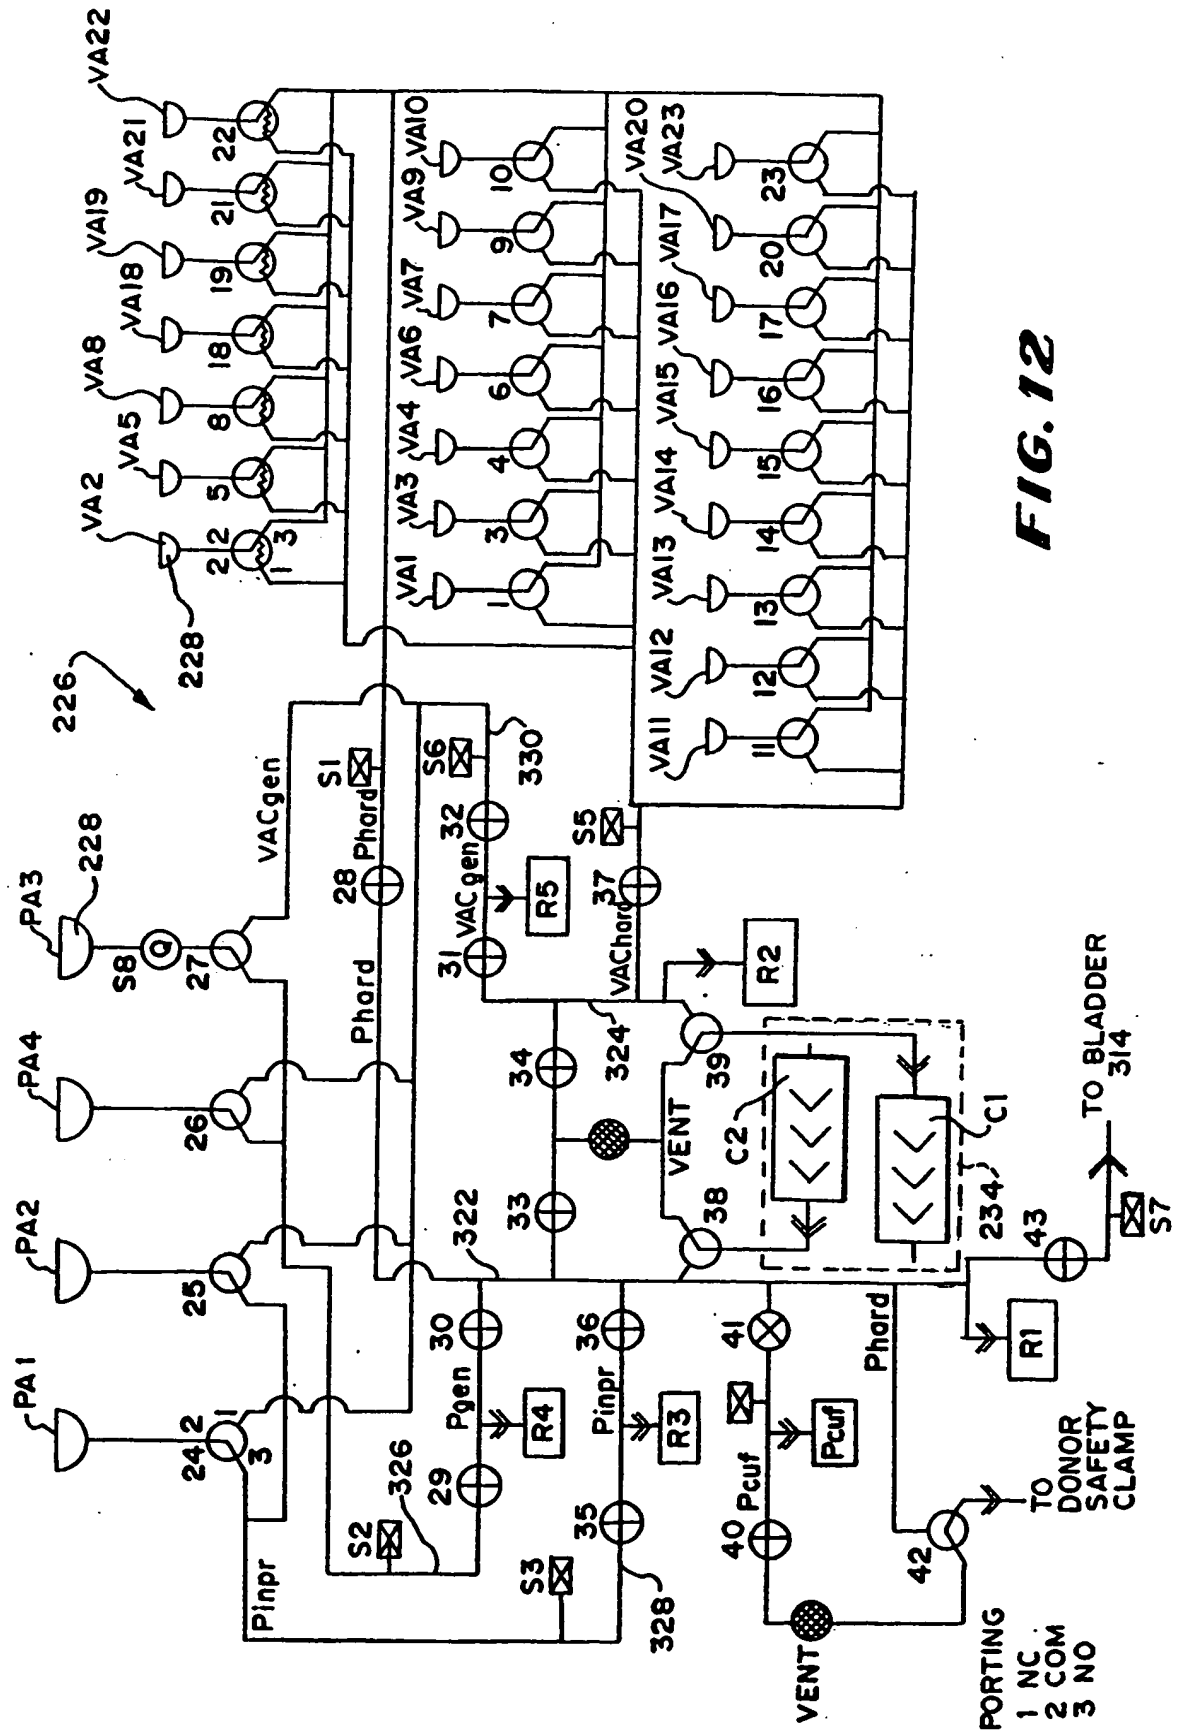 226
PA1
PA2
PA4
PA3
228
S8
Q
24
2
1
3
25
26
27
VACgen
Pinpr
S2
326
Phord
28
Phord
S1
29
Pgen
30
322
R4
31
VACgen
32
S6
330
R5
S3
328
35
Pinpr
36
R3
33
34
324
VENT
VAChord
37
S5
R2
38
39
C2
C1
234
40
Pcuf
41
Pcuf
VENT
Phord
42
TO
DONOR
SAFETY
CLAMP
R1
43
S7
TO BLADDER
314
PORTING
1 NC
2 COM
3 NO
228
VA2
VA5
VA8
VA18
VA19
VA21
VA22
2
2
1
3
5
8
18
19
21
22
VA1
VA3
VA4
VA6
VA7
VA9
VA10
1
3
4
6
7
9
10
VA11
VA12
VA13
VA14
VA15
VA16
VA17
VA20
VA23
11
12
13
14
15
16
17
20
23
FIG. 12